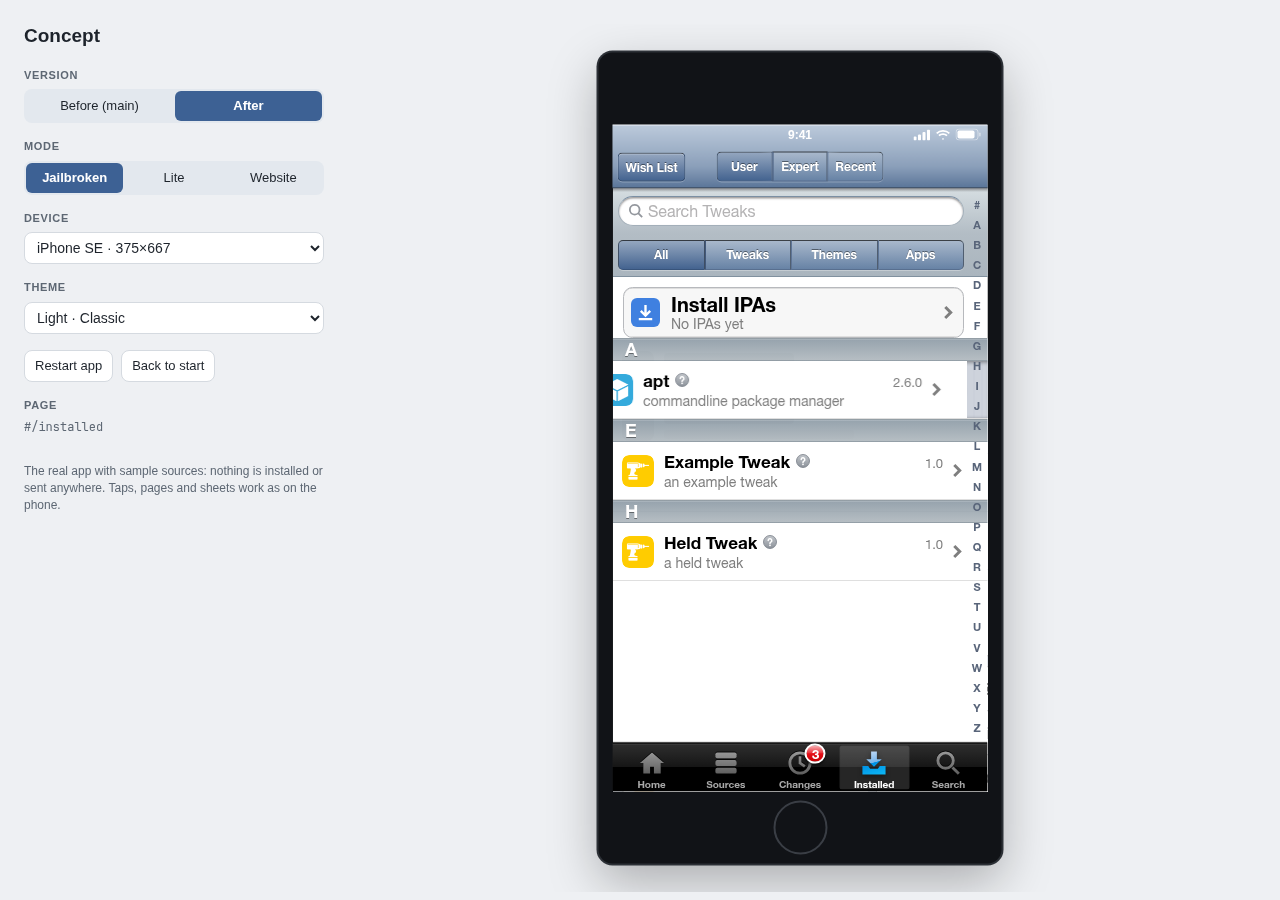 Concept
VERSION
Before (main)
After
MODE
Jailbroken
Lite
Website
DEVICE
iPhone SE · 375×667
THEME
Light · Classic
Restart app
Back to start
PAGE
#/installed
The real app with sample sources: nothing is installed or
sent anywhere. Taps, pages and sheets work as on the
phone.
9:41
Wish List
User
Expert
Recent
Search Tweaks
All
Tweaks
Themes
Apps
Install IPAs
No IPAs yet
A
apt ?
2.6.0
commandline package manager
E
Example Tweak ?
1.0
an example tweak
H
Held Tweak ?
1.0
a held tweak
#
A
B
C
D
E
F
G
H
I
J
K
L
M
N
O
P
Q
R
S
T
U
V
W
X
Y
Z
Home
Sources
3
Changes
Installed
Search